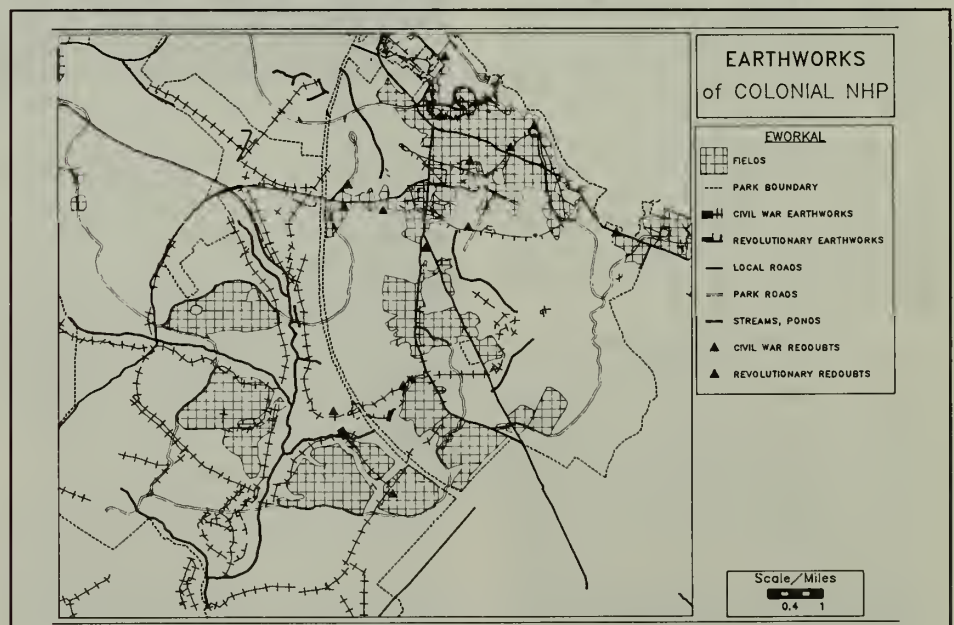 EARTHWORKS
of COLONIAL NHP
EWORKAL
FIELDS
PARK BOUNDARY
CIVIL WAR EARTHWORKS
REVOLUTIONARY EARTHWORKS
LOCAL ROADS
PARK ROADS
STREAMS, PONDS
CIVIL WAR REDOUBTS
REVOLUTIONARY REDOUBTS
Scale/Miles
0.4 1